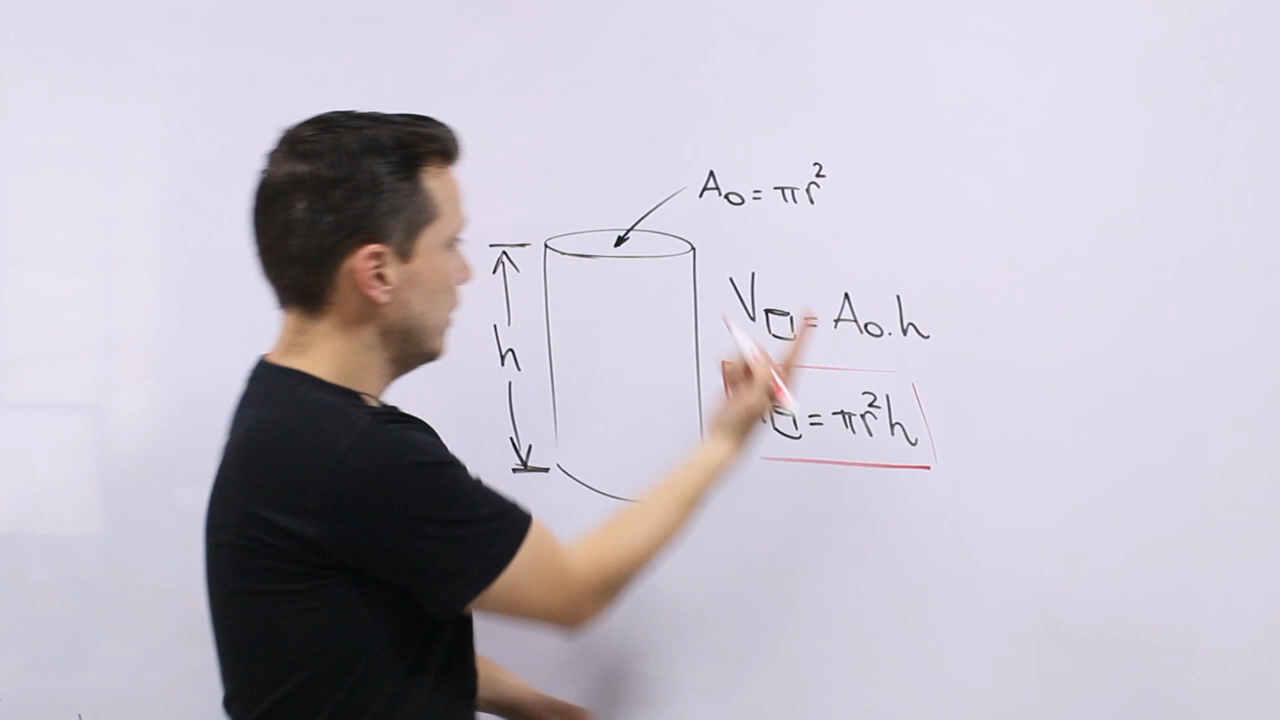 A₀ = πr²
V▱ = A₀.h
h
▱ = πr²h